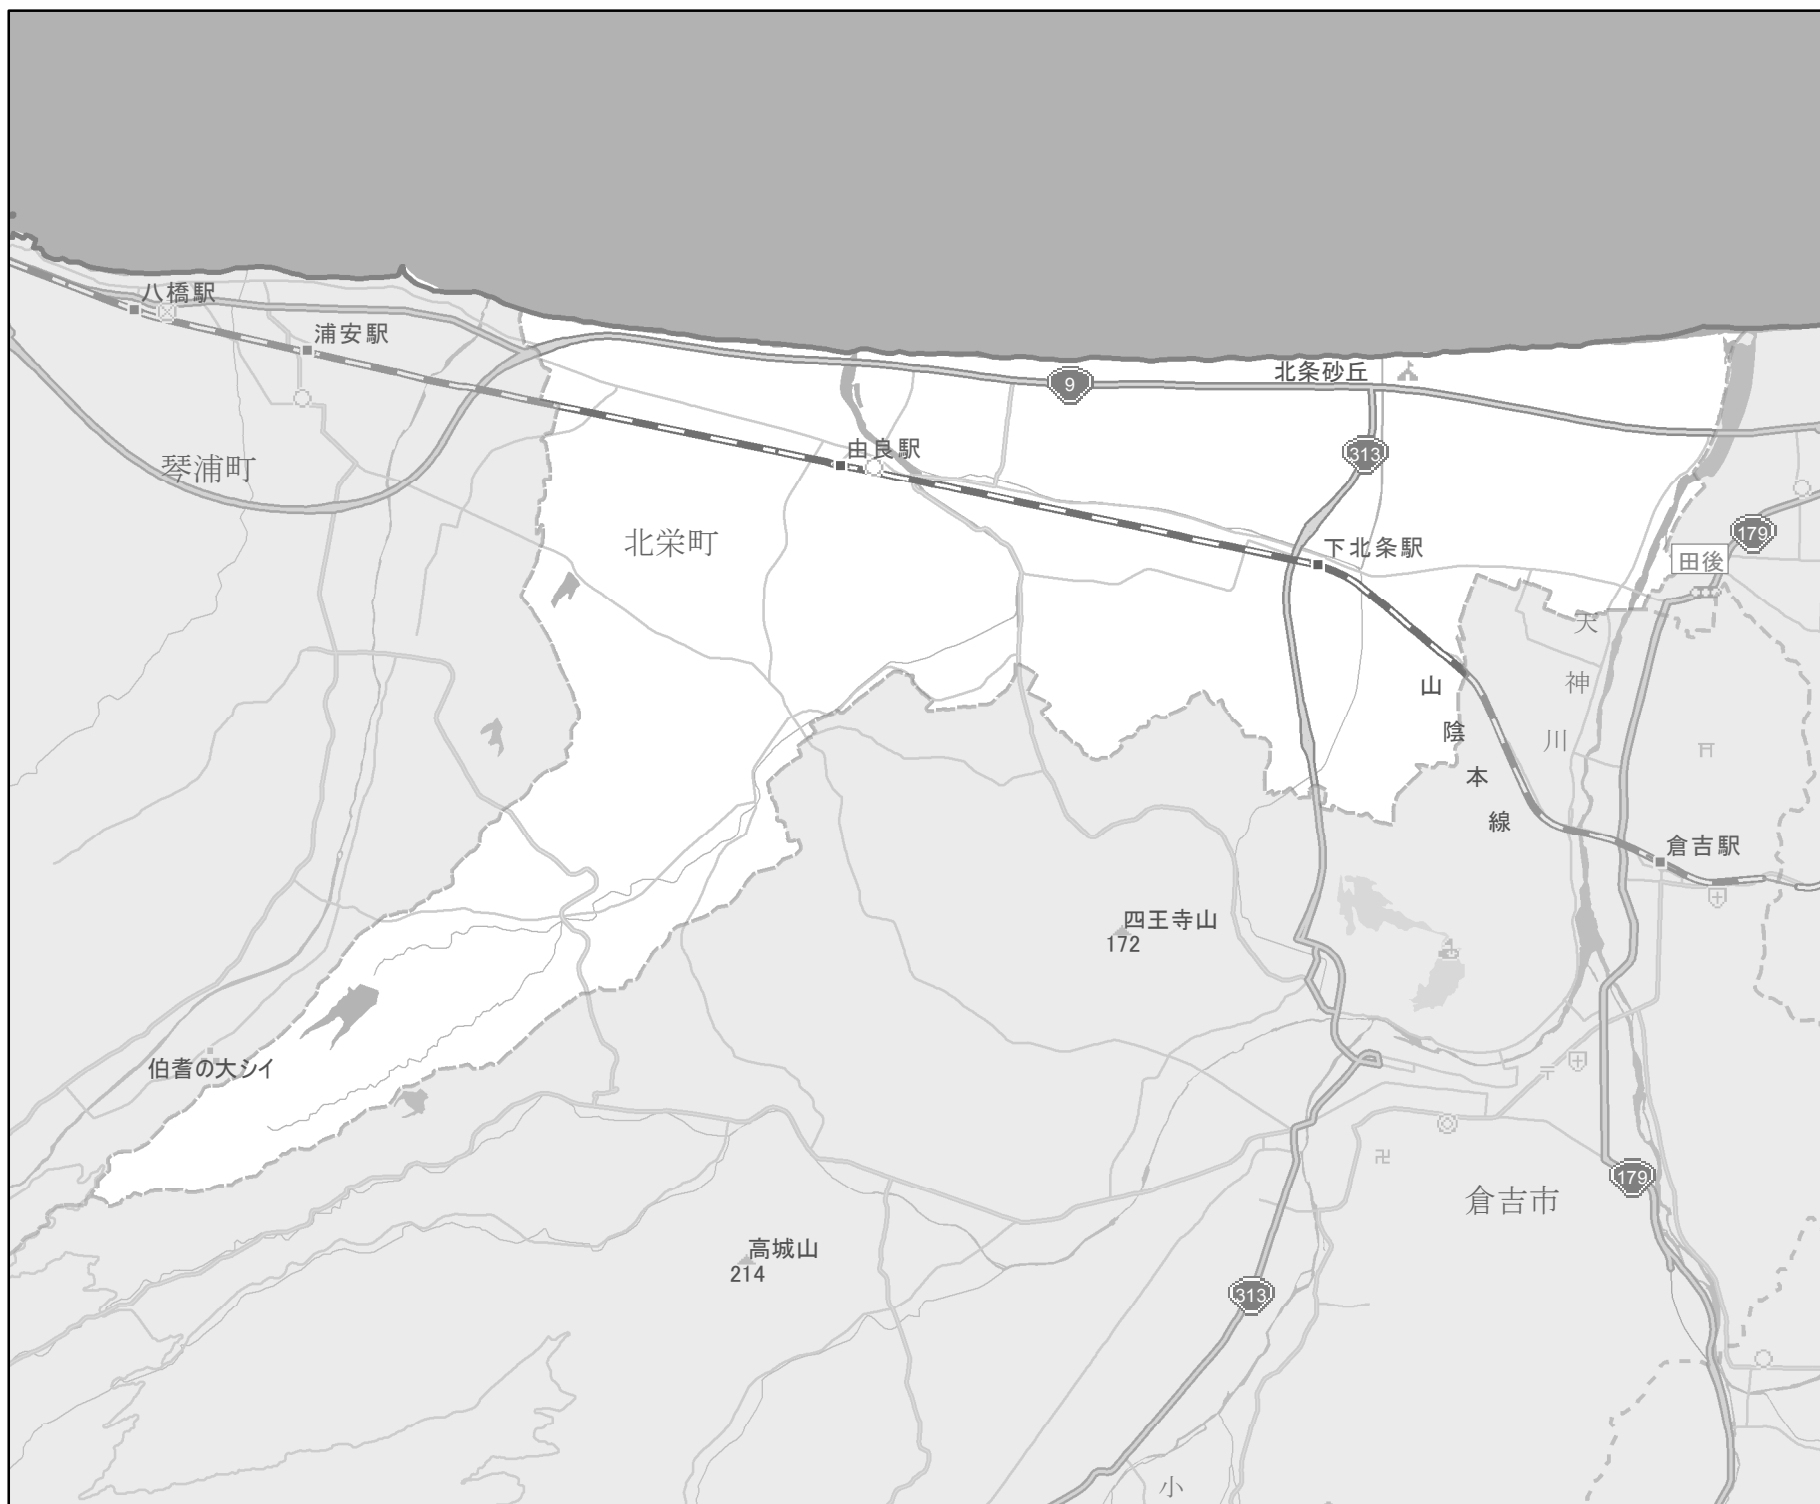 八橋駅
浦安駅
北条砂丘
9
由良駅
313
琴浦町
北栄町
179
下北条駅
田後
天神川
山陰本線
倉吉駅
四王寺山
172
伯耆の大シイ
卍
179
倉吉市
高城山
214
313
小